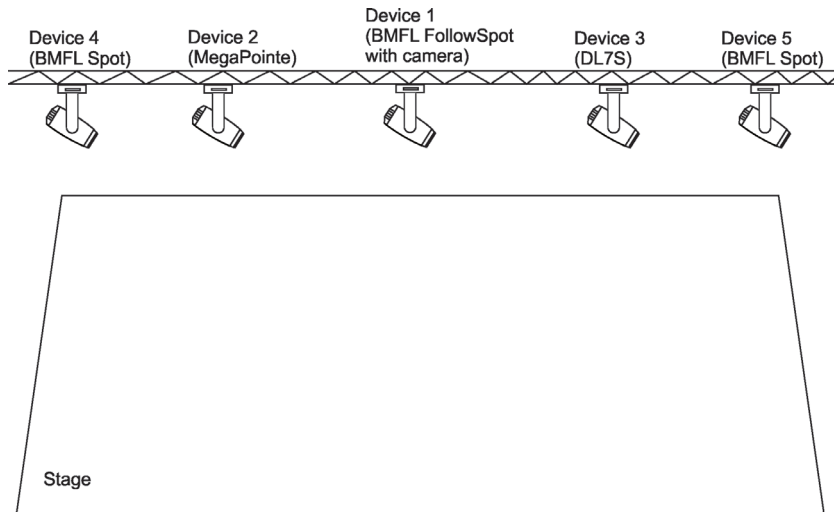 Device 4
(BMFL Spot)
Device 2
(MegaPointe)
Device 1
(BMFL FollowSpot
with camera)
Device 3
(DL7S)
Device 5
(BMFL Spot)
Stage